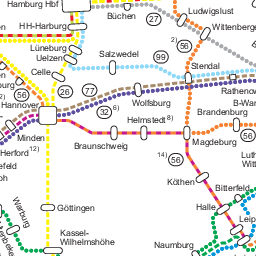 Hamburg Hbf
Büchen
27
Ludwigslust
Wittenberge
HH-Harburg
2)
56
Lüneburg
Uelzen
Salzwedel
99
Stendal
Celle
26
77
Rathenow
56
Hannover
Wolfsburg
32
6)
B-Wan
Brandenburg
Helmstedt 8)
56
Minden
Braunschweig
Magdeburg
Herford 12)
14)
56
Luth
Witt
Köthen
Bitterfeld
Warburg
Göttingen
Halle
Leip
Kassel-
Wilhelmshöhe
Naumburg